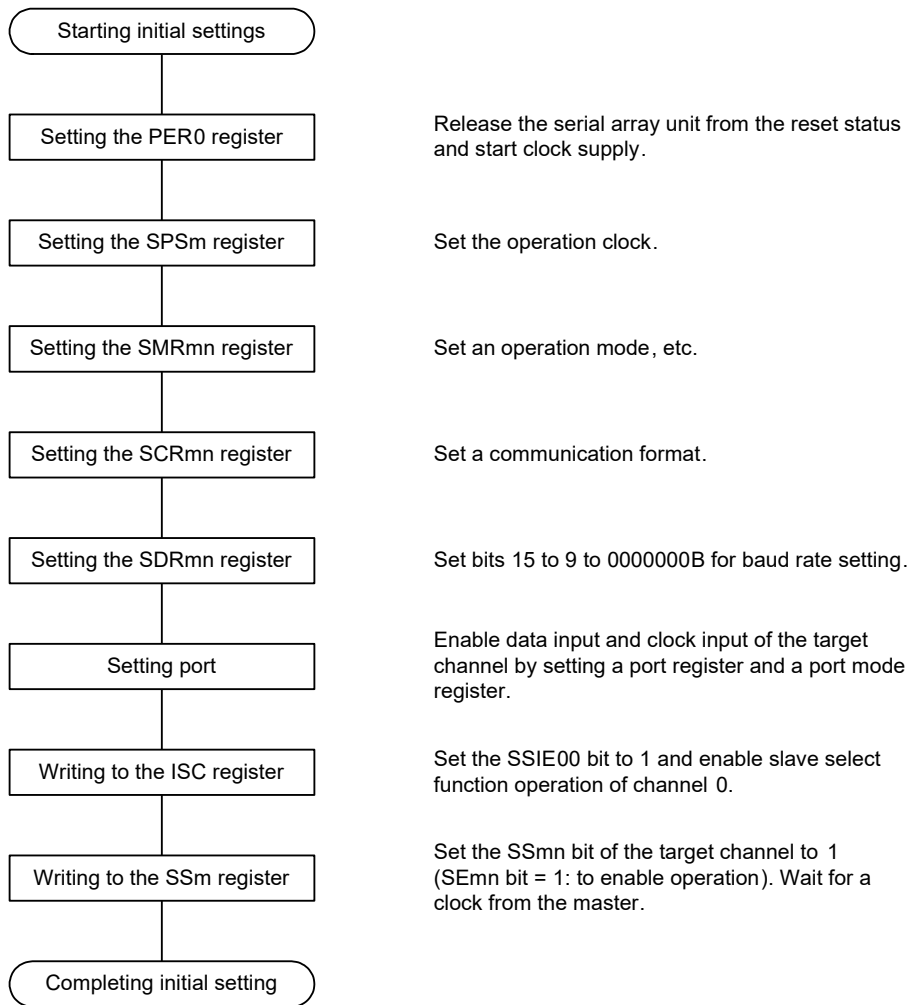 Starting initial settings
Setting the PER0 register
Release the serial array unit from the reset status
and start clock supply.
Setting the SPSm register
Set the operation clock.
Setting the SMRmn register
Set an operation mode, etc.
Setting the SCRmn register
Set a communication format.
Setting the SDRmn register
Set bits 15 to 9 to 0000000B for baud rate setting.
Setting port
Enable data input and clock input of the target
channel by setting a port register and a port mode
register.
Writing to the ISC register
Set the SSIE00 bit to 1 and enable slave select
function operation of channel 0.
Writing to the SSm register
Set the SSmn bit of the target channel to 1
(SEmn bit = 1: to enable operation). Wait for a
clock from the master.
Completing initial setting